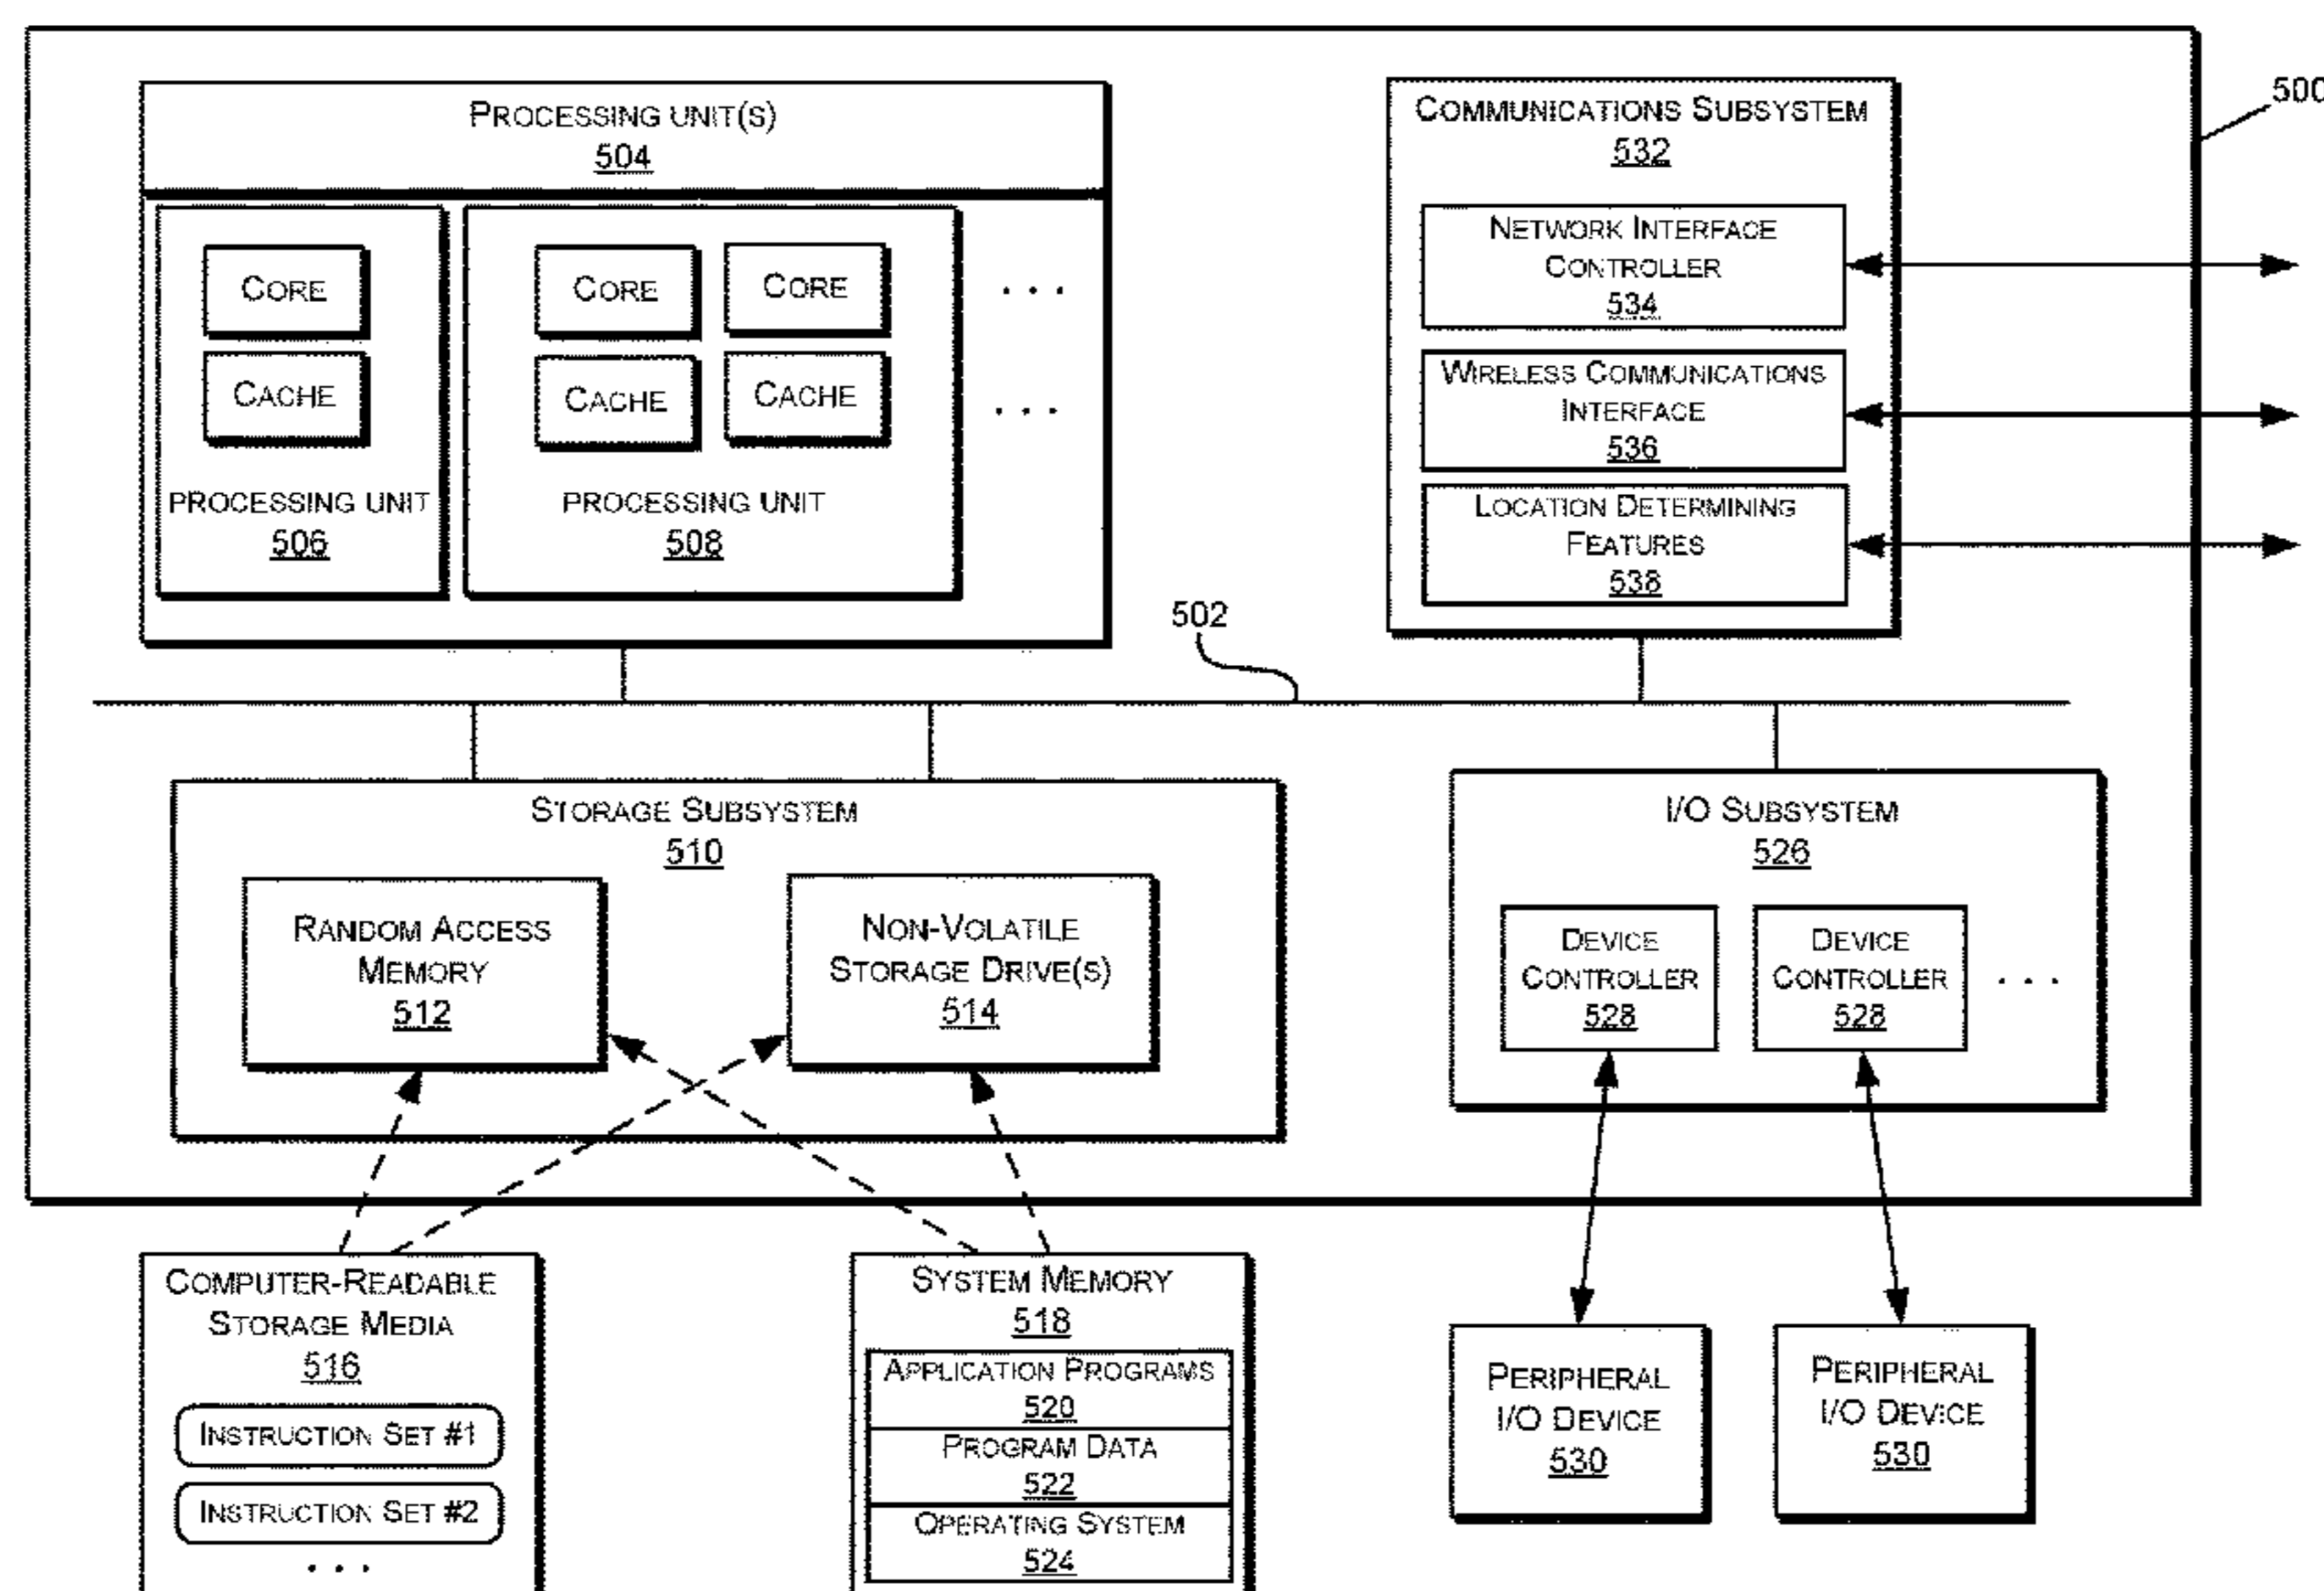 500
PROCESSING UNIT(S)
504
CORE
CACHE
PROCESSING UNIT
506
CORE CORE
CACHE CACHE
PROCESSING UNIT
508
. . .
. . .
COMMUNICATIONS SUBSYSTEM
532
NETWORK INTERFACE
CONTROLLER
534
WIRELESS COMMUNICATIONS
INTERFACE
536
LOCATION DETERMINING
FEATURES
538
502
STORAGE SUBSYSTEM
510
RANDOM ACCESS
MEMORY
512
NON-VOLATILE
STORAGE DRIVE(S)
514
I/O SUBSYSTEM
526
DEVICE
CONTROLLER
528
DEVICE
CONTROLLER
528
. . .
COMPUTER-READABLE
STORAGE MEDIA
516
INSTRUCTION SET #1
INSTRUCTION SET #2
. . .
SYSTEM MEMORY
518
APPLICATION PROGRAMS
520
PROGRAM DATA
522
OPERATING SYSTEM
524
PERIPHERAL
I/O DEVICE
530
PERIPHERAL
I/O DEVICE
530